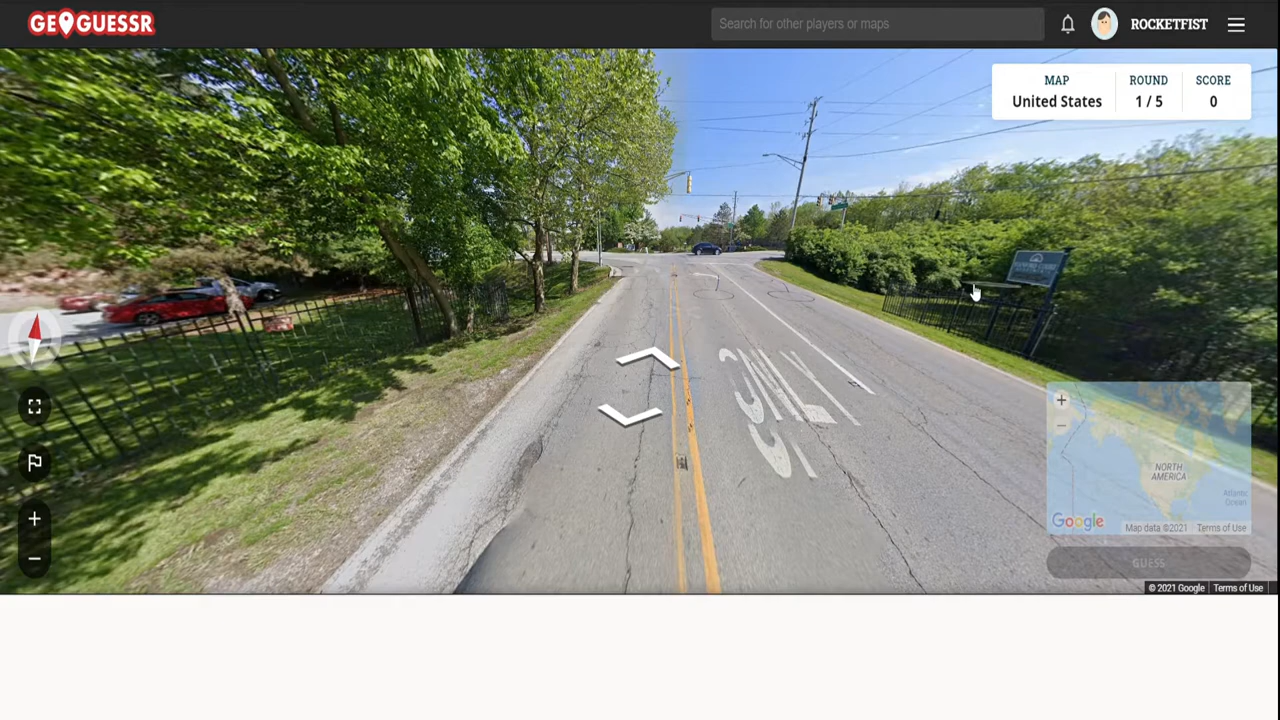 GEOGUESSR
Search for other players or maps
ROCKETFIST
MAP
United States
ROUND
1 / 5
SCORE
0
ONLY
+
−
+
−
NORTH
AMERICA
Atlantic
Ocean
Google
Map data ©2021
Terms of Use
GUESS
© 2021 Google
Terms of Use